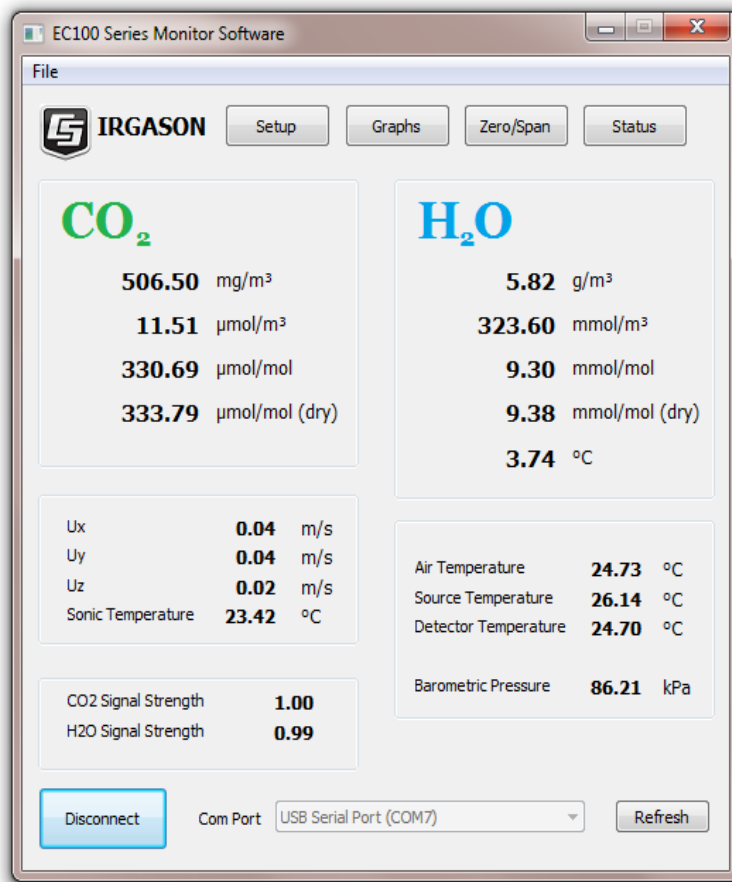 EC100 Series Monitor Software
File
IRGASON Setup Graphs Zero/Span Status
CO₂
506.50 mg/m³
11.51 µmol/m³
330.69 µmol/mol
333.79 µmol/mol (dry)
H₂O
5.82 g/m³
323.60 mmol/m³
9.30 mmol/mol
9.38 mmol/mol (dry)
3.74 ºC
Ux 0.04 m/s
Uy 0.04 m/s
Uz 0.02 m/s
Sonic Temperature 23.42 ºC
Air Temperature 24.73 ºC
Source Temperature 26.14 ºC
Detector Temperature 24.70 ºC
Barometric Pressure 86.21 kPa
CO2 Signal Strength 1.00
H2O Signal Strength 0.99
Disconnect Com Port USB Serial Port (COM7) Refresh